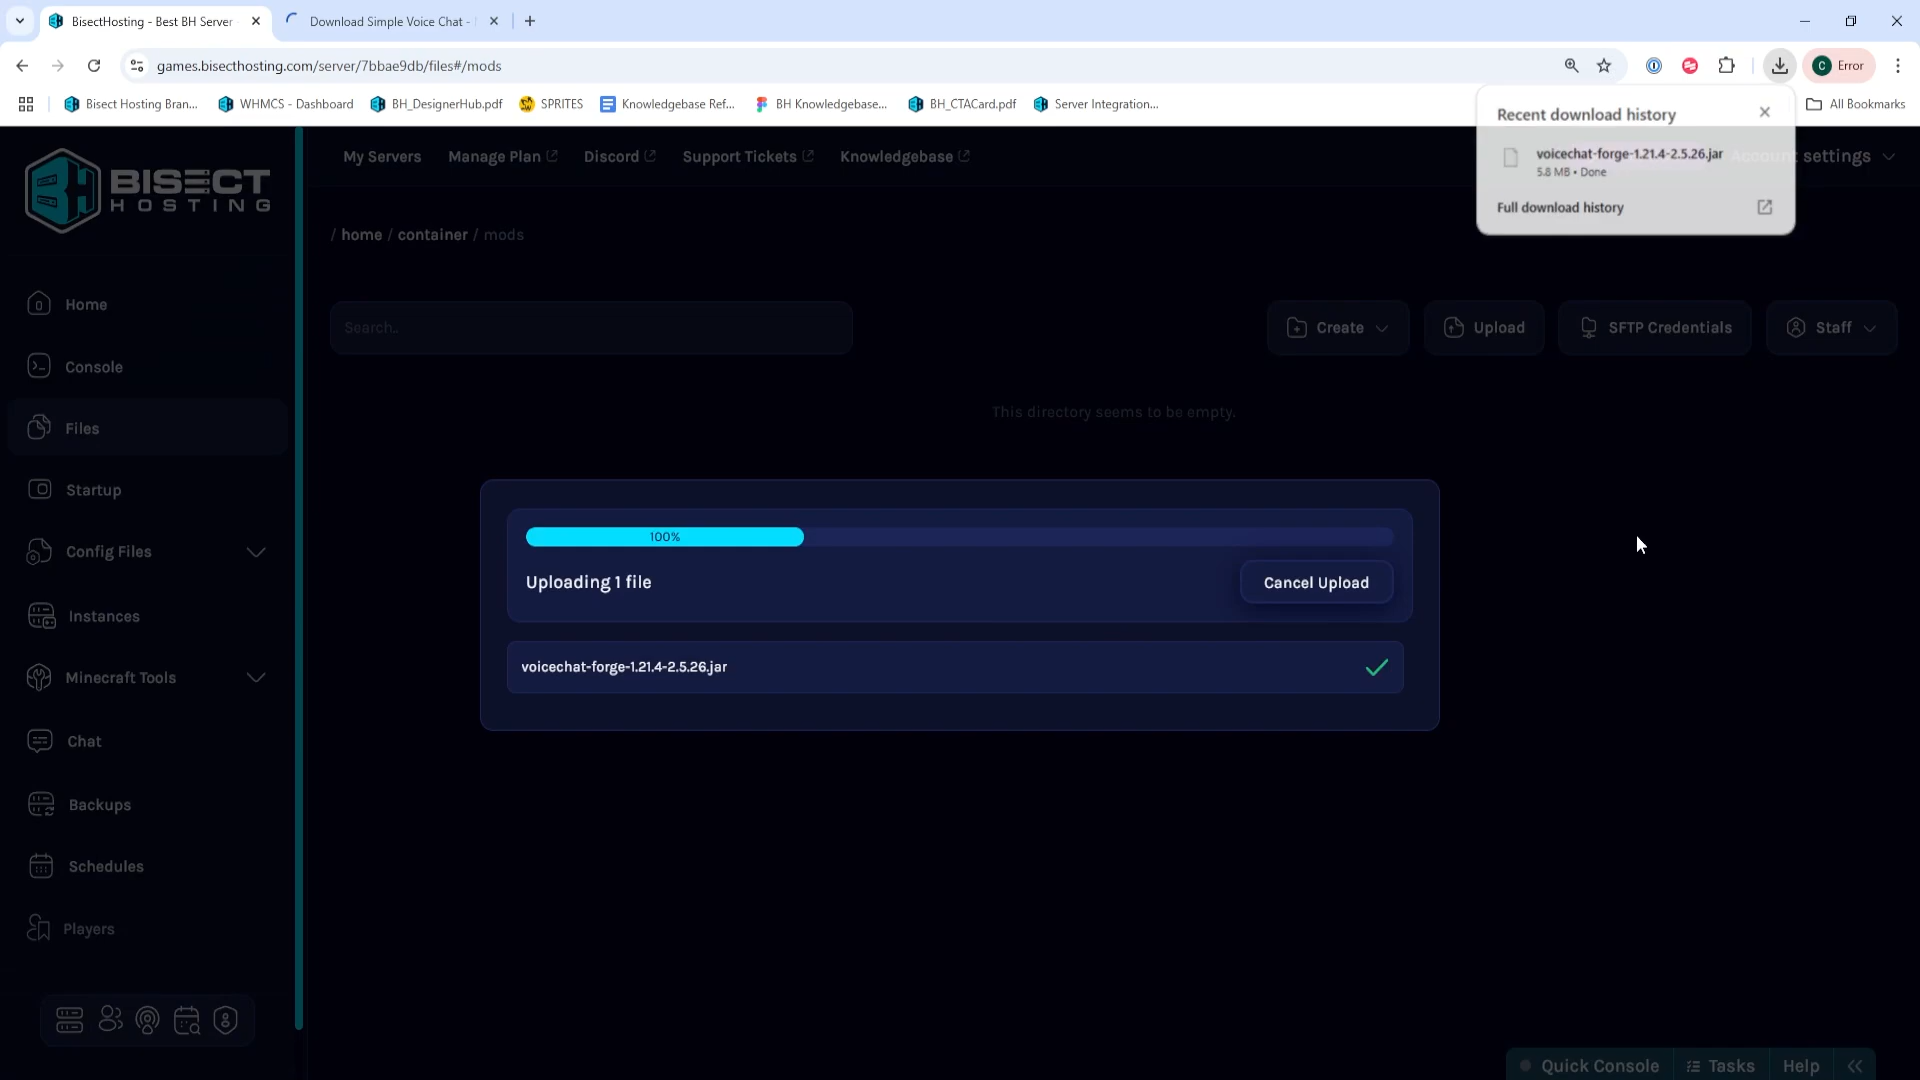 BisectHosting - Best BH Server
Download Simple Voice Chat -
games.bisecthosting.com/server/7bbae9db/files#/mods
C Error
Bisect Hosting Bran...
WHMCS - Dashboard
BH_DesignerHub.pdf
SPRITES
Knowledgebase Ref...
BH Knowledgebase...
BH_CTACard.pdf
Server Integration...
All Bookmarks
Recent download history
voicechat-forge-1.21.4-2.5.26.jar
5.8 MB • Done
Full download history
BISECT
HOSTING
My Servers
Manage Plan
Discord
Support Tickets
Knowledgebase
Account settings
/ home / container / mods
Search..
Create
Upload
SFTP Credentials
Staff
This directory seems to be empty.
Home
Console
Files
Startup
Config Files
Instances
Minecraft Tools
Chat
Backups
Schedules
Players
100%
Uploading 1 file
Cancel Upload
voicechat-forge-1.21.4-2.5.26.jar
Quick Console
Tasks
Help